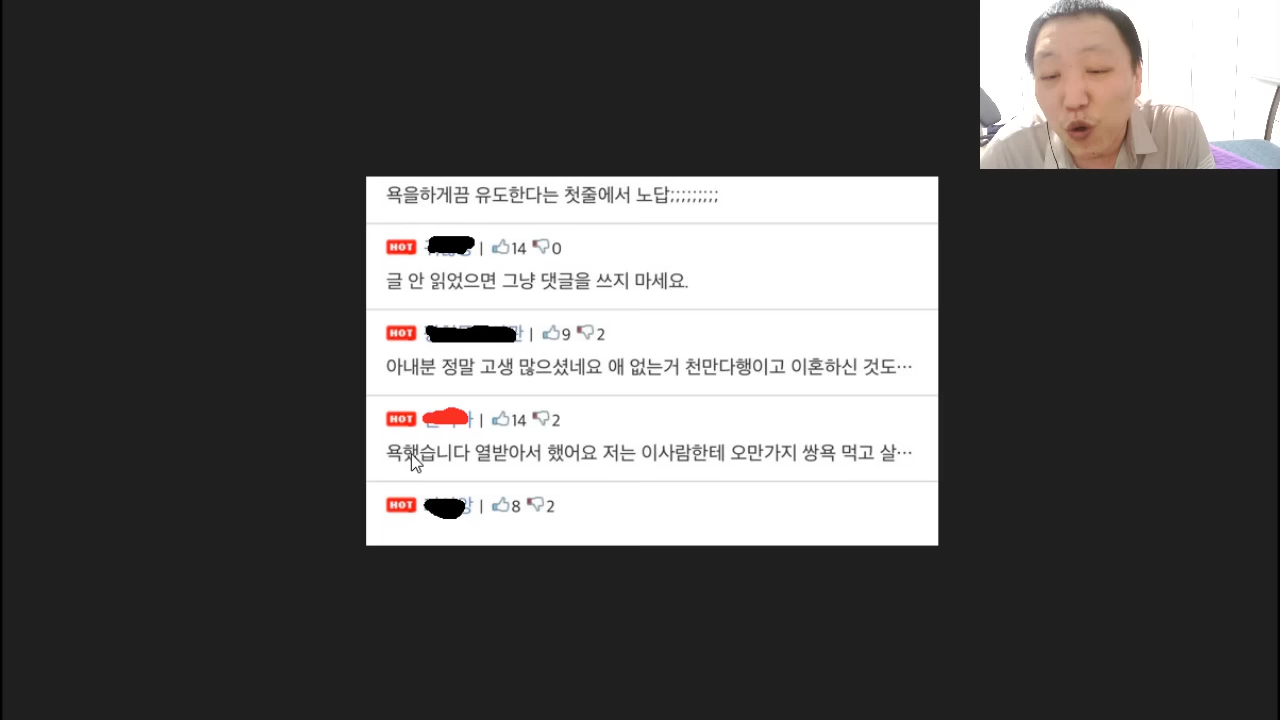 욕을하게끔 유도한다는 첫줄에서 노답;;;;;;;;;
HOT | 14 0
글 안 읽었으면 그냥 댓글을 쓰지 마세요.
HOT | 9 2
아내분 정말 고생 많으셨네요 애 없는거 천만다행이고 이혼하신 것도…
HOT | 14 2
욕했습니다 열받아서 했어요 저는 이사람한테 오만가지 쌍욕 먹고 살…
HOT | 8 2